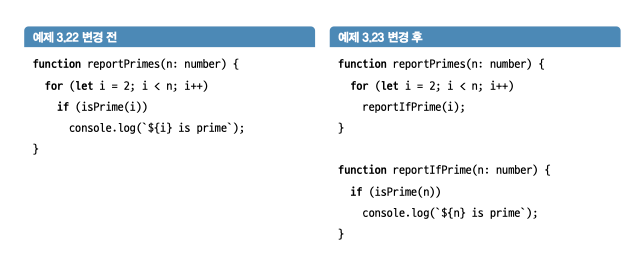 예제 3.22 변경 전
function reportPrimes(n: number) {
  for (let i = 2; i < n; i++)
    if (isPrime(i))
      console.log(`${i} is prime`);
}
예제 3.23 변경 후
function reportPrimes(n: number) {
  for (let i = 2; i < n; i++)
    reportIfPrime(i);
}

function reportIfPrime(n: number) {
  if (isPrime(n))
    console.log(`${n} is prime`);
}